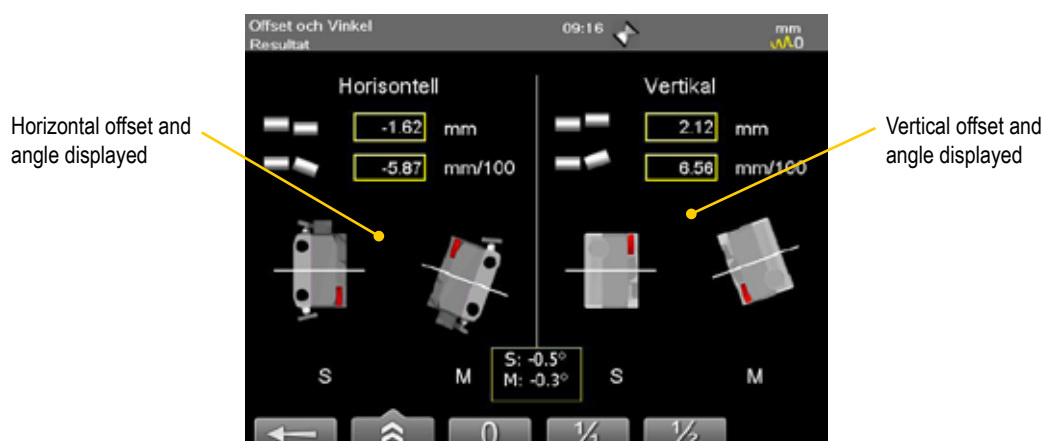 Offset och Vinkel
Resultat
09:16
mm
0
Horisontell
Vertikal
-1.62 mm
-5.87 mm/100
2.12 mm
6.56 mm/100
Horizontal offset and
angle displayed
Vertical offset and
angle displayed
S
M
S: -0.5°
M: -0.3°
S
M
0
1/1
1/2